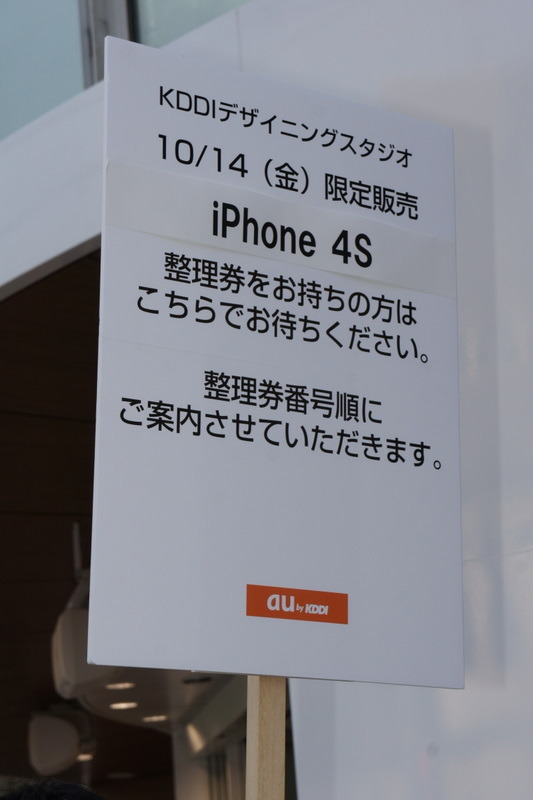 KDDIデザイニングスタジオ
10/14（金）限定販売
iPhone 4S
整理券をお持ちの方は
こちらでお待ちください。
整理券番号順に
ご案内させていただきます。
au by KDDI